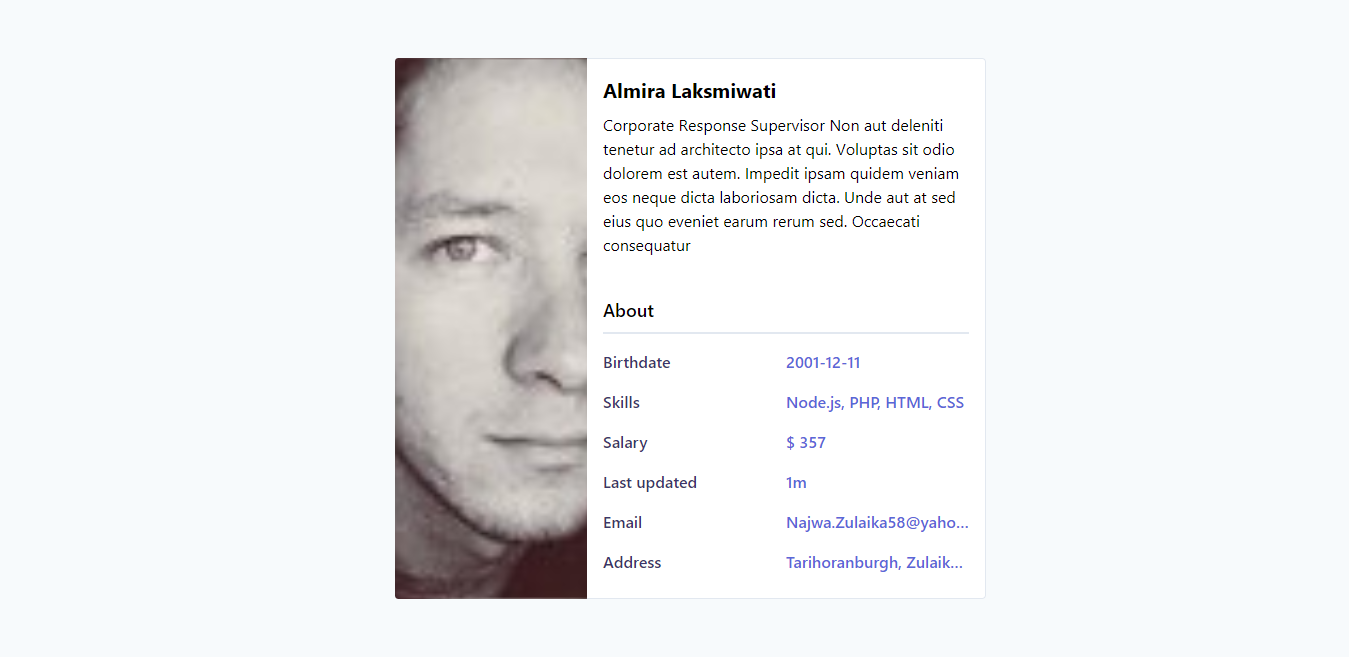 Almira Laksmiwati
Corporate Response Supervisor Non aut deleniti
tenetur ad architecto ipsa at qui. Voluptas sit odio
dolorem est autem. Impedit ipsam quidem veniam
eos neque dicta laboriosam dicta. Unde aut at sed
eius quo eveniet earum rerum sed. Occaecati
consequatur
About
Birthdate 2001-12-11
Skills Node.js, PHP, HTML, CSS
Salary $ 357
Last updated 1m
Email Najwa.Zulaika58@yaho...
Address Tarihoranburgh, Zulaik...